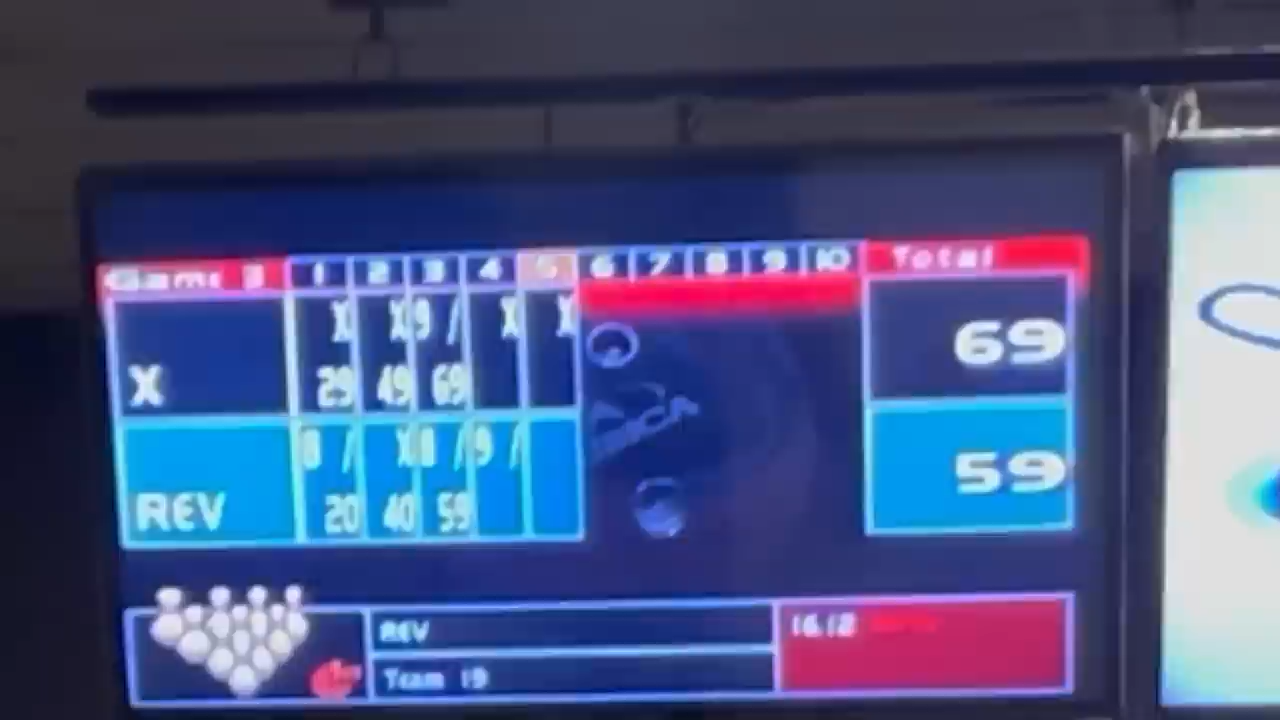 Game 3 1 2 3 4 5 6 7 8 9 10 Total
X X 9 / X X
X 29 49 69 69
8 / X 8 / 9 /
REV 20 40 59 59
REV 16.12
Team 19